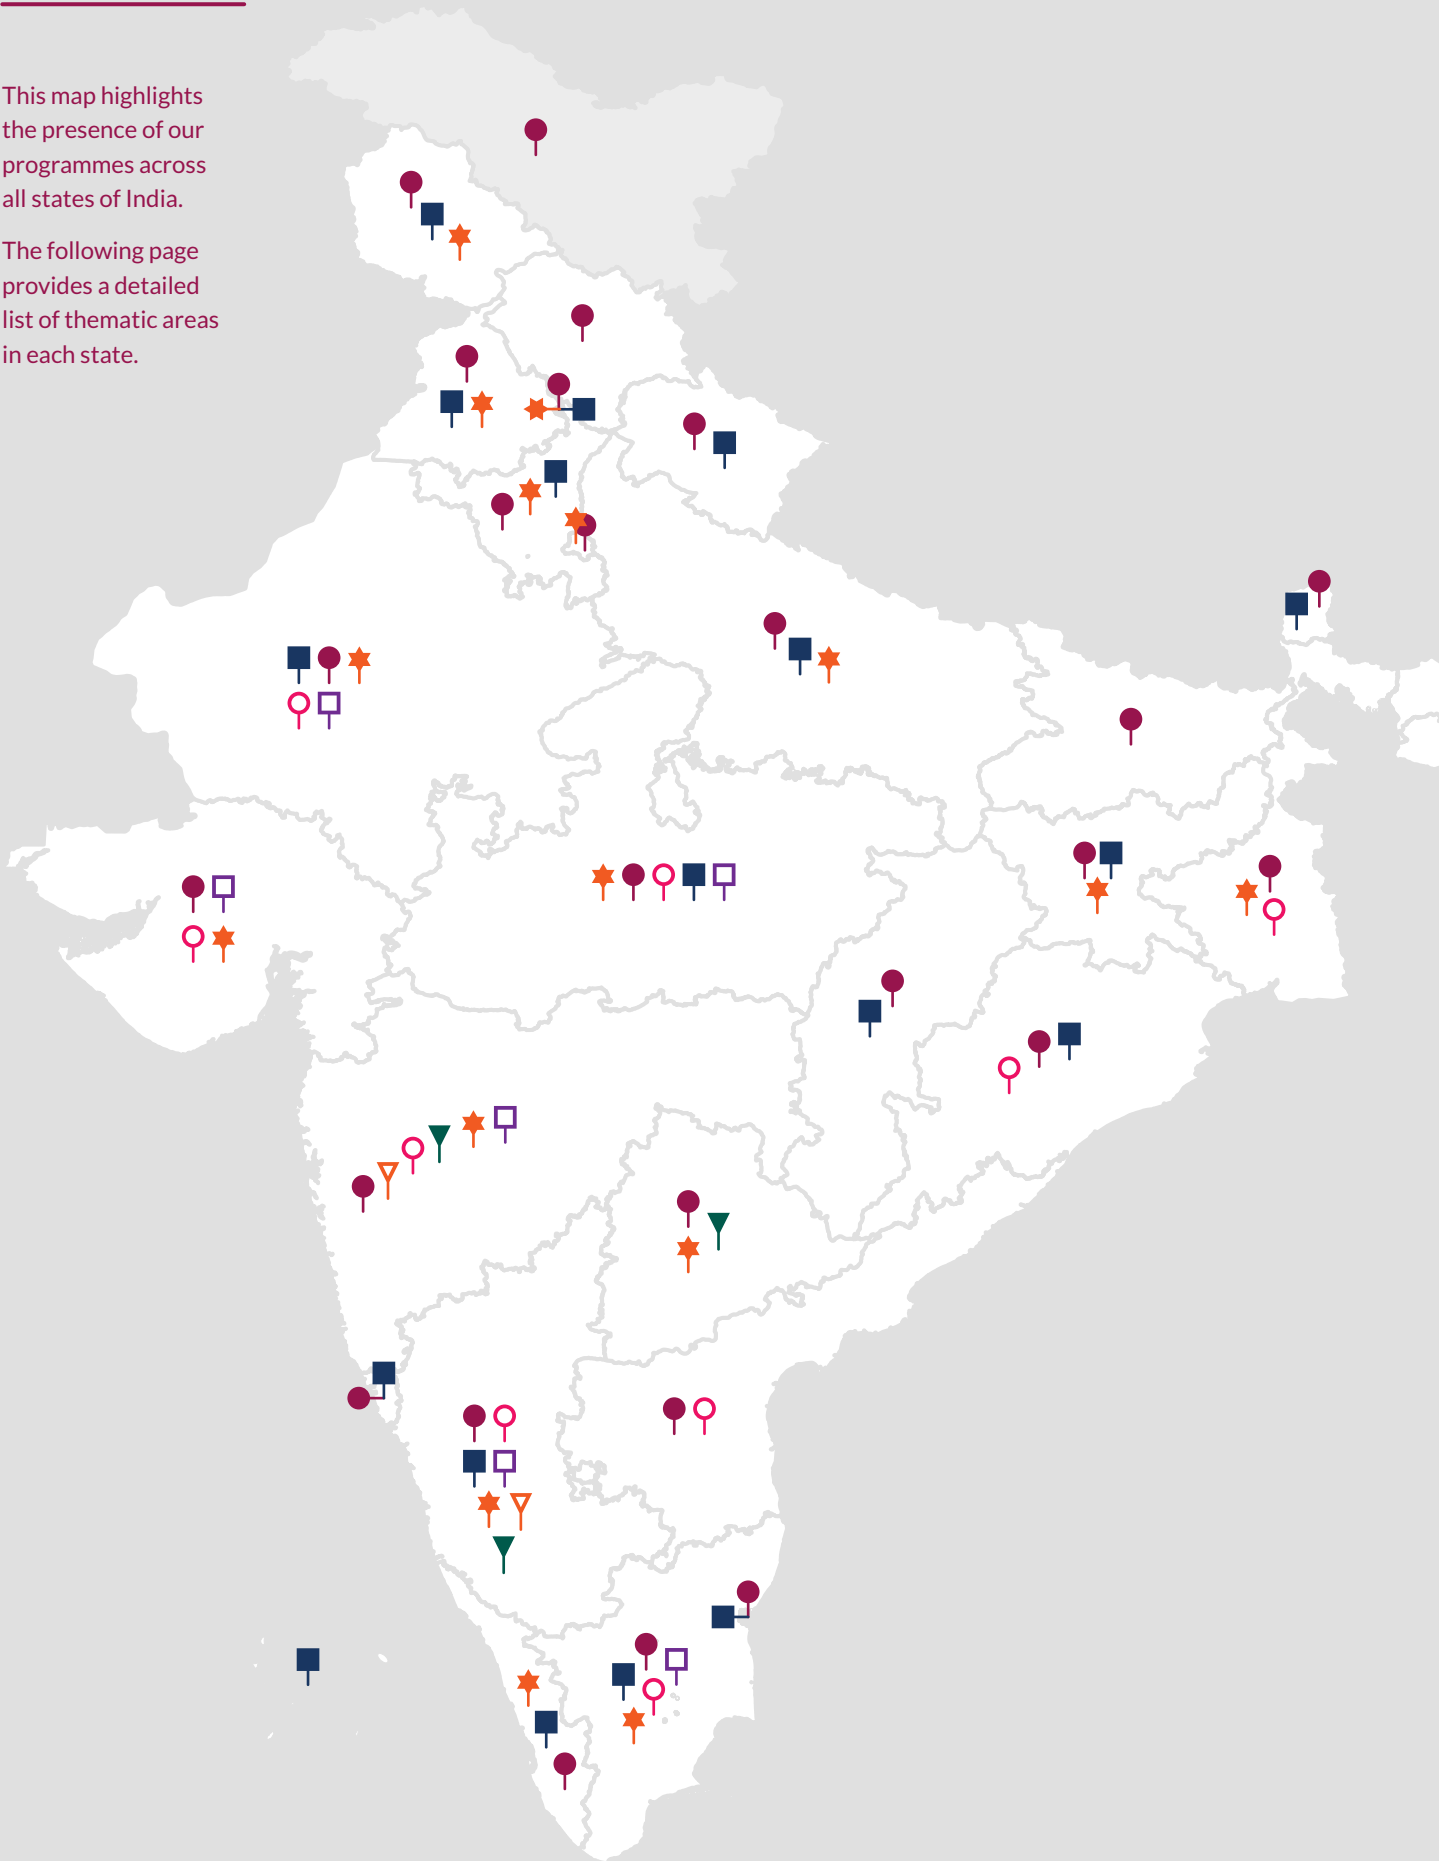 This map highlights
the presence of our
programmes across
all states of India.
The following page
provides a detailed
list of thematic areas
in each state.